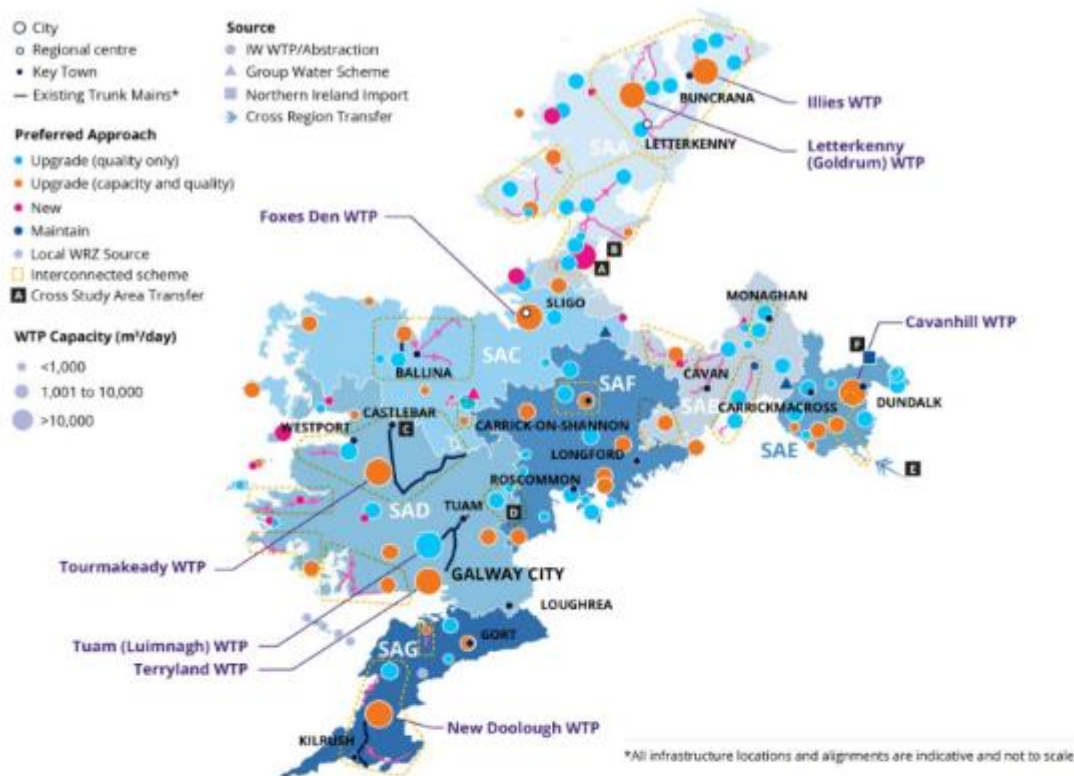 City
Regional centre
Key Town
Existing Trunk Mains*
Source
IW WTP/Abstraction
Group Water Scheme
Northern Ireland Import
Cross Region Transfer
Preferred Approach
Upgrade (quality only)
Upgrade (capacity and quality)
New
Maintain
Local WRZ Source
Interconnected scheme
A Cross Study Area Transfer
WTP Capacity (m³/day)
<1,000
1,001 to 10,000
>10,000
BUNCRANA
Illies WTP
LETTERKENNY
SAA
Letterkenny
(Goldrum) WTP
Foxes Den WTP
B
A
SLIGO
MONAGHAN
Cavanhill WTP
F
SAC
BALLINA
SAF
CAVAN
SAB
CARRICKMACROSS
DUNDALK
CASTLEBAR
WESTPORT
C
CARRICK-ON-SHANNON
LONGFORD
SAE
E
ROSCOMMON
SAD
TUAM
D
Tourmakeady WTP
GALWAY CITY
LOUGHREA
Tuam (Luimnagh) WTP
Terryland WTP
SAG
GORT
New Doolough WTP
KILRUSH
*All infrastructure locations and alignments are indicative and not to scale